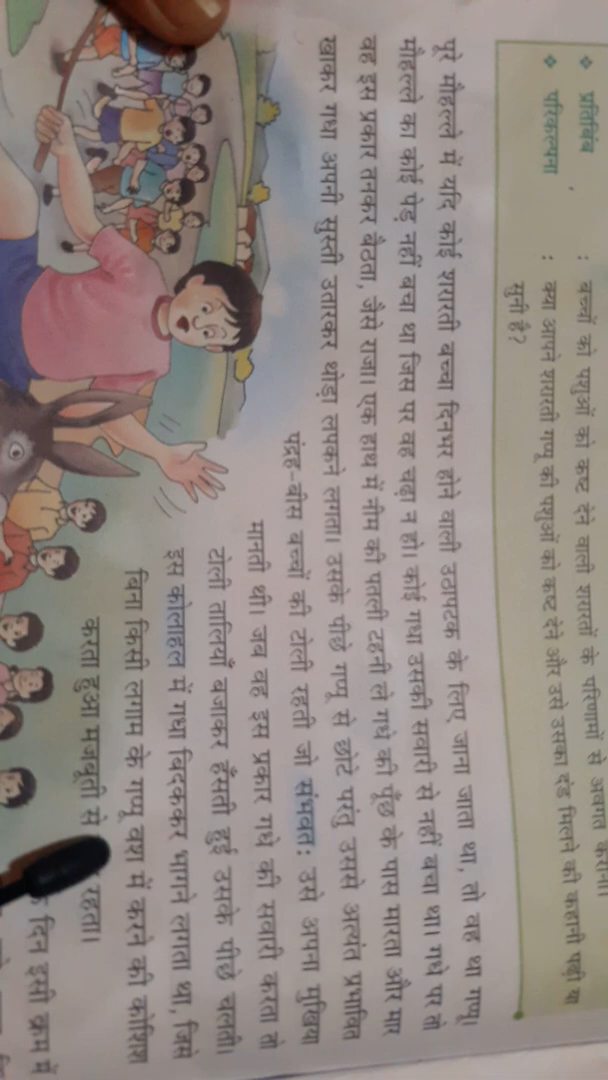 ❖ प्रतिबिंब : बच्चों को पशुओं को कष्ट देने वाली शरारतों के परिणामों से अवगत कराना।
❖ परिकल्पना : क्या आपने शरारती गप्पू की पशुओं को कष्ट देने और उसे उसका दंड मिलने की कहानी पढ़ी या
सुनी है?
पूरे मौहल्ले में यदि कोई शरारती बच्चा दिनभर होने वाली उठापटक के लिए जाना जाता था, तो वह था गप्पू।
मौहल्ले का कोई पेड़ नहीं बचा था जिस पर वह चढ़ा न हो। कोई गधा उसकी सवारी से नहीं बचा था। गधे पर तो
वह इस प्रकार तनकर बैठता, जैसे राजा। एक हाथ में नीम की पतली टहनी ले गधे की पूँछ के पास मारता और मार
खाकर गधा अपनी सुस्ती उतारकर थोड़ा लपकने लगता। उसके पीछे गप्पू से छोटे परंतु उससे अत्यंत प्रभावित
पंद्रह-बीस बच्चों की टोली रहती जो संभवतः उसे अपना मुखिया
मानती थी। जब वह इस प्रकार गधे की सवारी करता तो
टोली तालियाँ बजाकर हँसती हुई उसके पीछे चलती।
इस कोलाहल में गधा बिदककर भागने लगता था, जिसे
बिना किसी लगाम के गप्पू वश में करने की कोशिश
करता हुआ मजबूती से रहता।
दिन इसी क्रम में